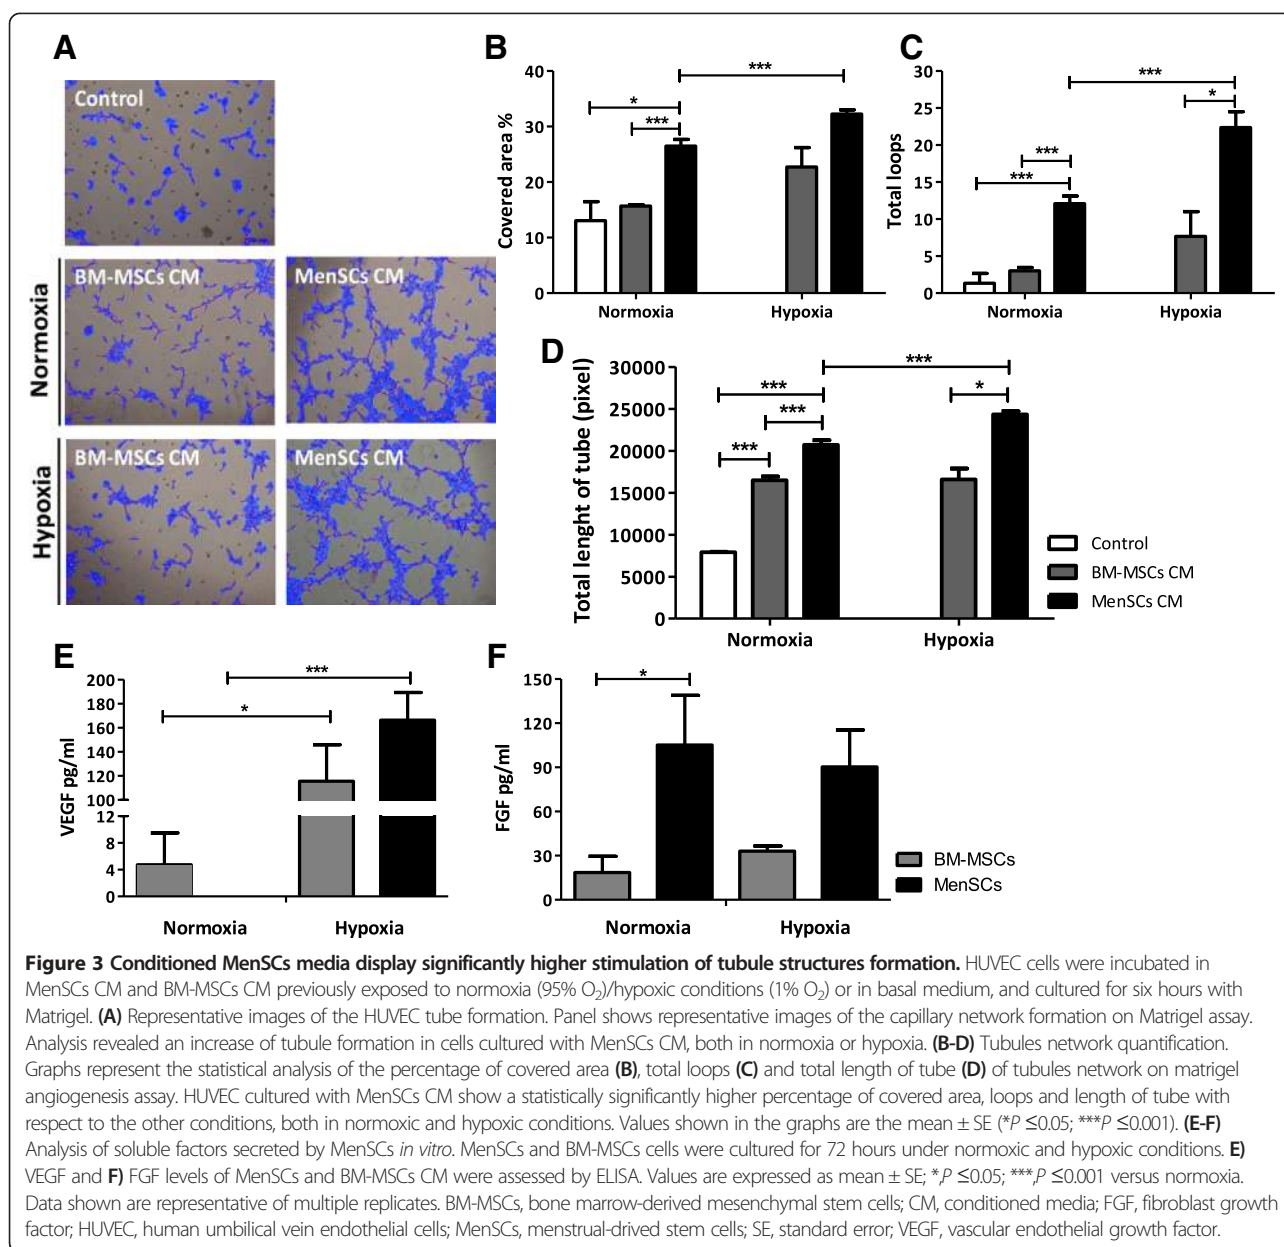 A
Control
Normoxia
BM-MSCs CM
MenSCs CM
Hypoxia
BM-MSCs CM
MenSCs CM
B
Covered area %
40
30
20
10
0
*
***
***
Normoxia
Hypoxia
C
Total loops
30
25
20
15
10
5
0
***
***
***
*
Normoxia
Hypoxia
D
Total lenght of tube (pixel)
30000
25000
20000
15000
10000
5000
0
***
***
***
***
*
Normoxia
Hypoxia
Control
BM-MSCs CM
MenSCs CM
E
VEGF pg/ml
200
180
160
140
120
100
12
8
4
0
***
*
Normoxia
Hypoxia
F
FGF pg/ml
150
120
90
60
30
0
*
Normoxia
Hypoxia
BM-MSCs
MenSCs
Figure 3 Conditioned MenSCs media display significantly higher stimulation of tubule structures formation. HUVEC cells were incubated in
MenSCs CM and BM-MSCs CM previously exposed to normoxia (95% O₂)/hypoxic conditions (1% O₂) or in basal medium, and cultured for six hours with
Matrigel. (A) Representative images of the HUVEC tube formation. Panel shows representative images of the capillary network formation on Matrigel assay.
Analysis revealed an increase of tubule formation in cells cultured with MenSCs CM, both in normoxia or hypoxia. (B-D) Tubules network quantification.
Graphs represent the statistical analysis of the percentage of covered area (B), total loops (C) and total length of tube (D) of tubules network on matrigel
angiogenesis assay. HUVEC cultured with MenSCs CM show a statistically significantly higher percentage of covered area, loops and length of tube with
respect to the other conditions, both in normoxic and hypoxic conditions. Values shown in the graphs are the mean ± SE (*P ≤0.05; ***P ≤0.001). (E-F)
Analysis of soluble factors secreted by MenSCs in vitro. MenSCs and BM-MSCs cells were cultured for 72 hours under normoxic and hypoxic conditions. E)
VEGF and F) FGF levels of MenSCs and BM-MSCs CM were assessed by ELISA. Values are expressed as mean ± SE; *,P ≤0.05; ***,P ≤0.001 versus normoxia.
Data shown are representative of multiple replicates. BM-MSCs, bone marrow-derived mesenchymal stem cells; CM, conditioned media; FGF, fibroblast growth
factor; HUVEC, human umbilical vein endothelial cells; MenSCs, menstrual-drived stem cells; SE, standard error; VEGF, vascular endothelial growth factor.